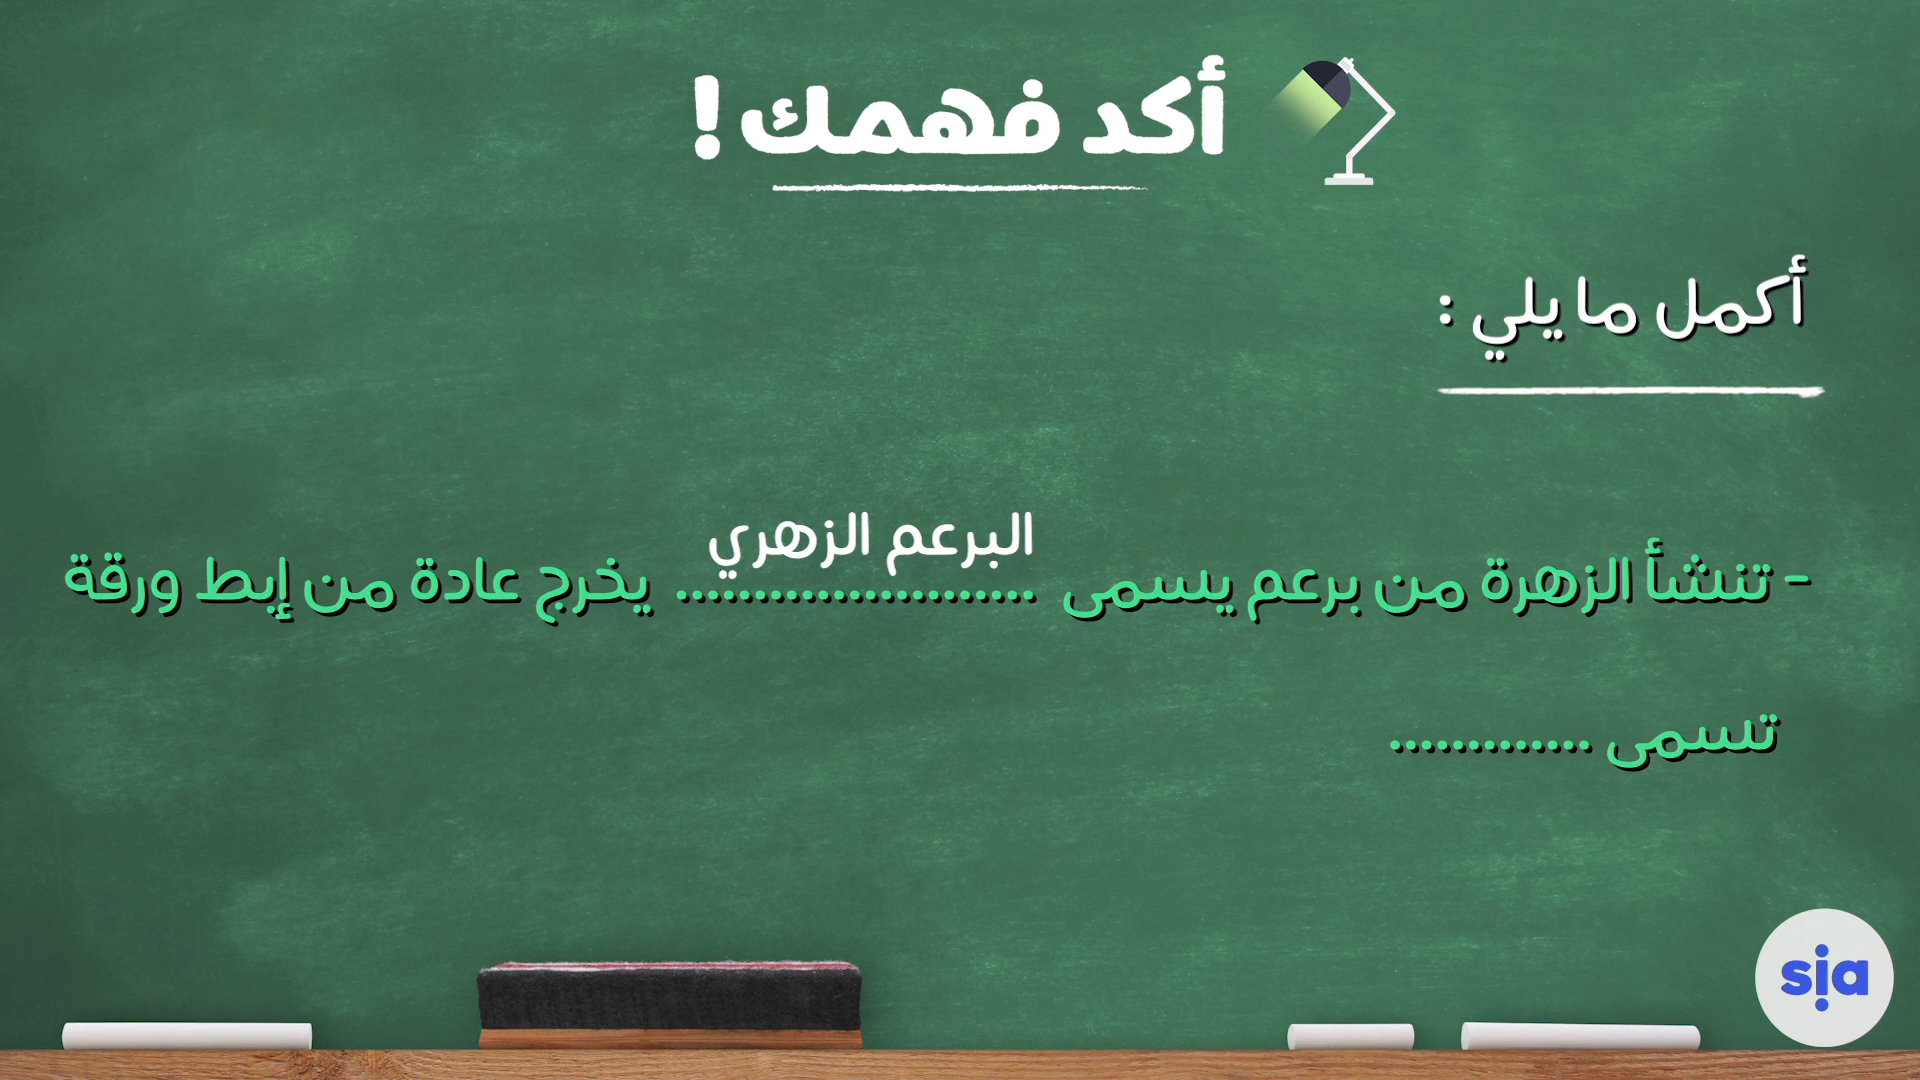 أكد فهمك !
أكمل ما يلي :
البرعم الزهري
- تنشأ الزهرة من برعم يسمى ....................... يخرج عادة من إبط ورقة
تسمى .............
sia